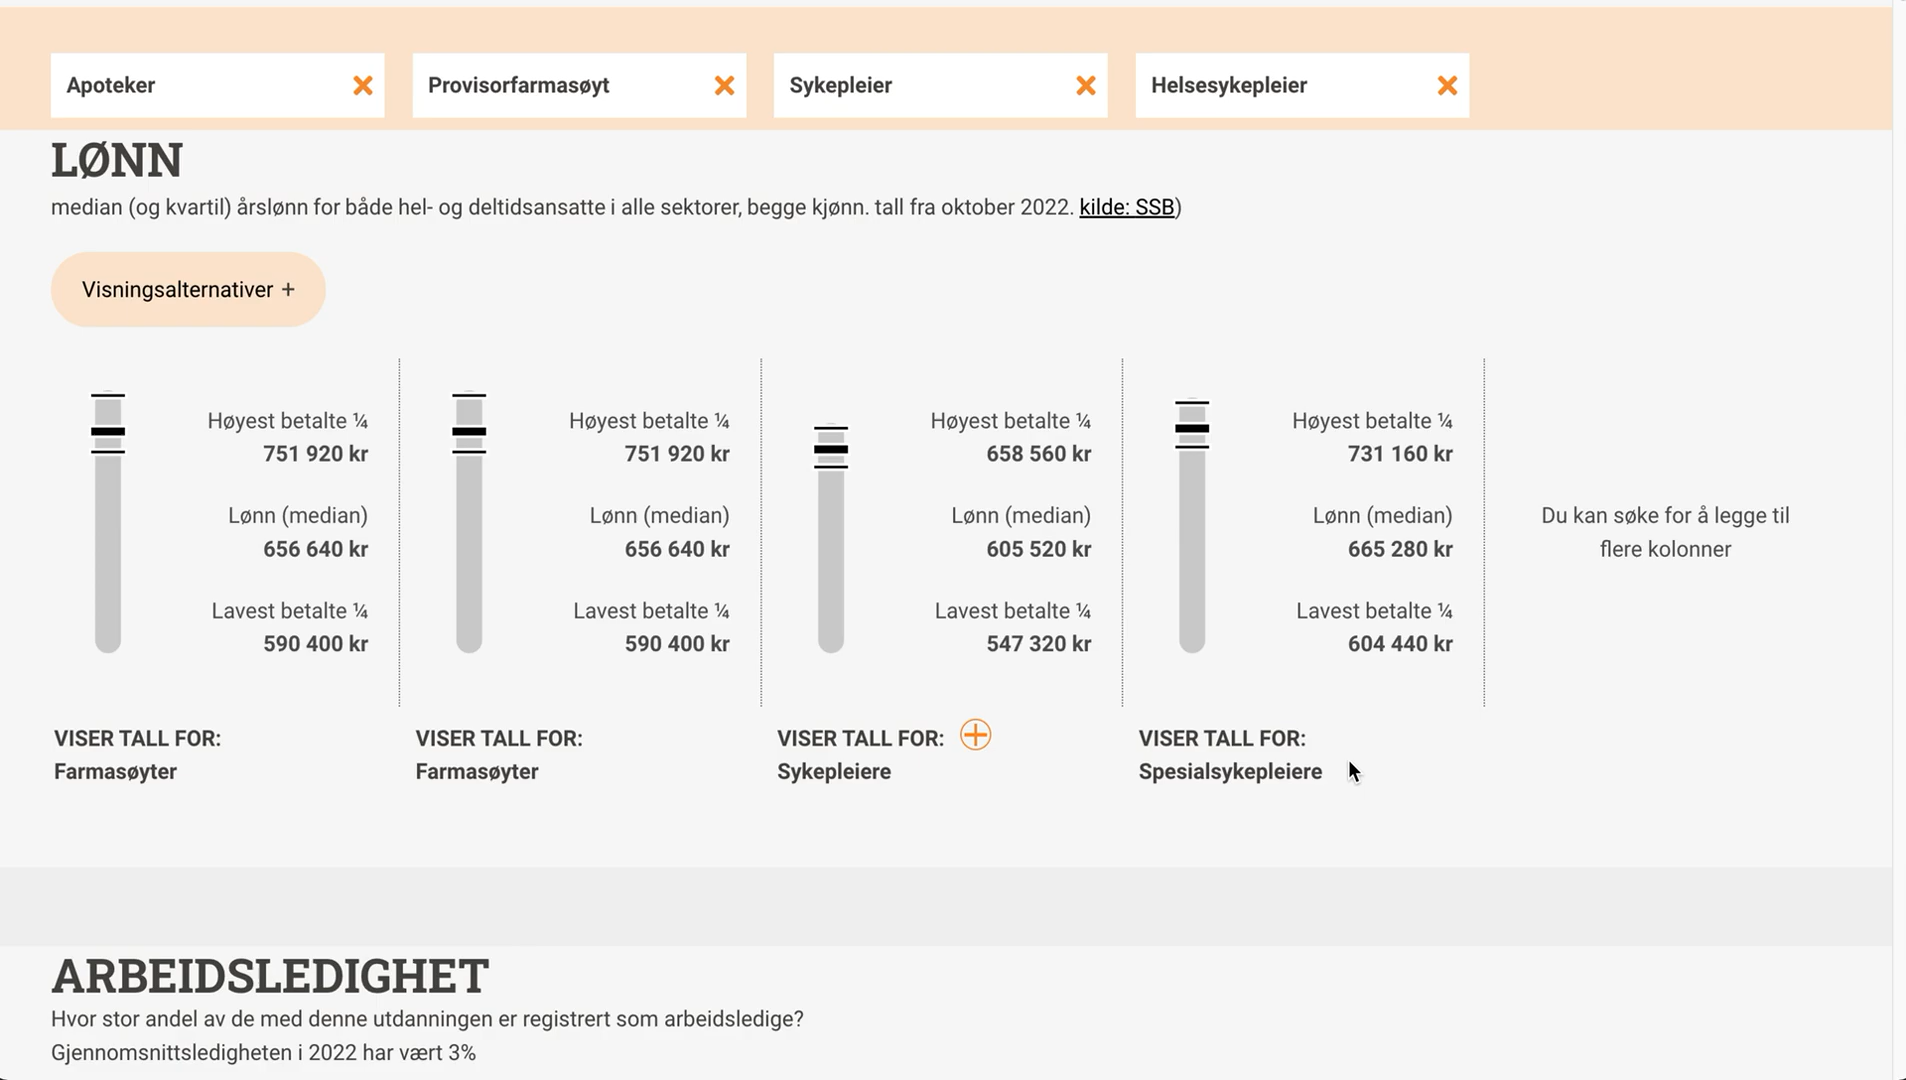 Apoteker
Provisorfarmasøyt
Sykepleier
Helsesykepleier
LØNN
median (og kvartil) årslønn for både hel- og deltidsansatte i alle sektorer, begge kjønn. tall fra oktober 2022. kilde: SSB)
Visningsalternativer +
Høyest betalte ¼
751 920 kr
Lønn (median)
656 640 kr
Lavest betalte ¼
590 400 kr
VISER TALL FOR:
Farmasøyter
Høyest betalte ¼
751 920 kr
Lønn (median)
656 640 kr
Lavest betalte ¼
590 400 kr
VISER TALL FOR:
Farmasøyter
Høyest betalte ¼
658 560 kr
Lønn (median)
605 520 kr
Lavest betalte ¼
547 320 kr
VISER TALL FOR:
Sykepleiere
Høyest betalte ¼
731 160 kr
Lønn (median)
665 280 kr
Lavest betalte ¼
604 440 kr
VISER TALL FOR:
Spesialsykepleiere
Du kan søke for å legge til
flere kolonner
ARBEIDSLEDIGHET
Hvor stor andel av de med denne utdanningen er registrert som arbeidsledige?
Gjennomsnittsledigheten i 2022 har vært 3%